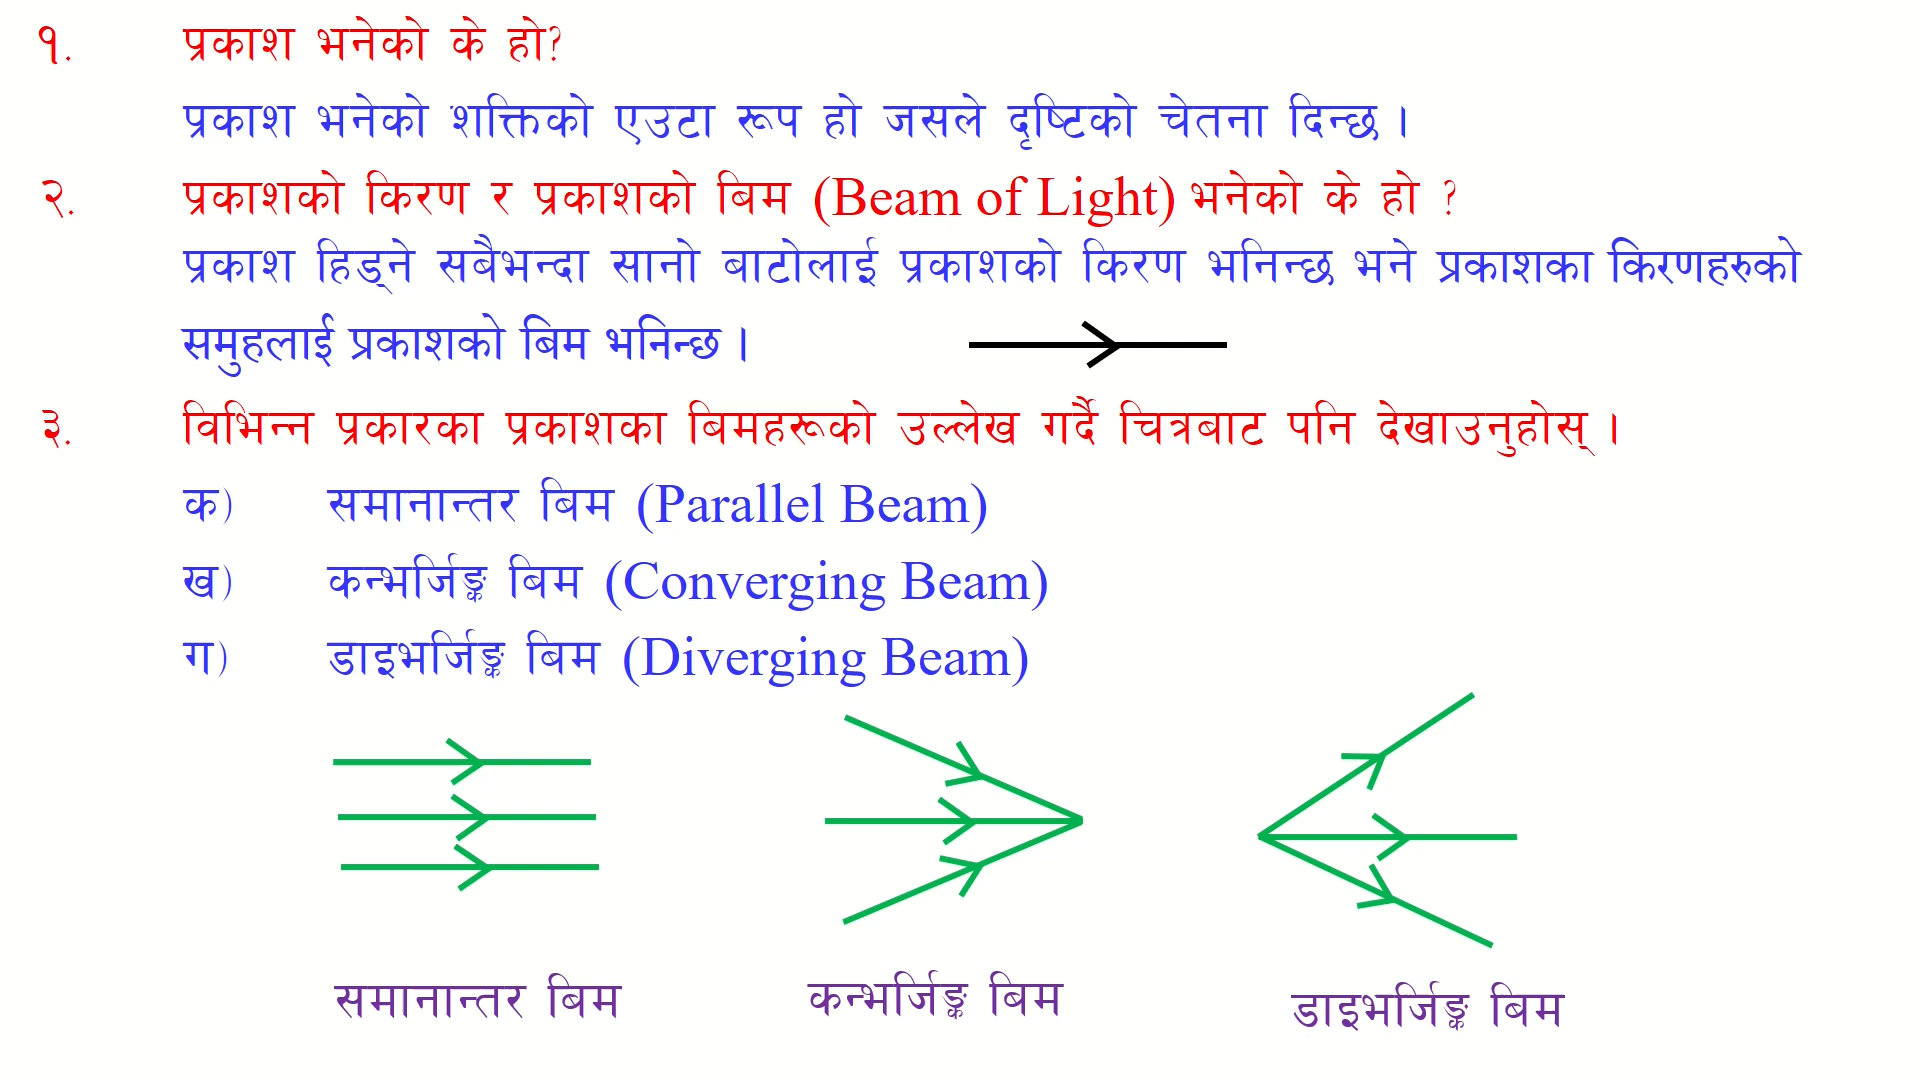 १. प्रकाश भनेको के हो?
प्रकाश भनेको शक्तिको एउटा रूप हो जसले दृष्टिको चेतना दिन्छ ।
२. प्रकाशको किरण र प्रकाशको बिम (Beam of Light) भनेको के हो ?
प्रकाश हिड्ने सबैभन्दा सानो बाटोलाई प्रकाशको किरण भनिन्छ भने प्रकाशका किरणहरुको
समुहलाई प्रकाशको बिम भनिन्छ ।
३. विभिन्न प्रकारका प्रकाशका बिमहरूको उल्लेख गर्दै चित्रबाट पनि देखाउनुहोस् ।
क) समानान्तर बिम (Parallel Beam)
ख) कन्भर्जिङ्क बिम (Converging Beam)
ग) डाइभर्जिङ्क बिम (Diverging Beam)
समानान्तर बिम कन्भर्जिङ्क बिम डाइभर्जिङ्क बिम